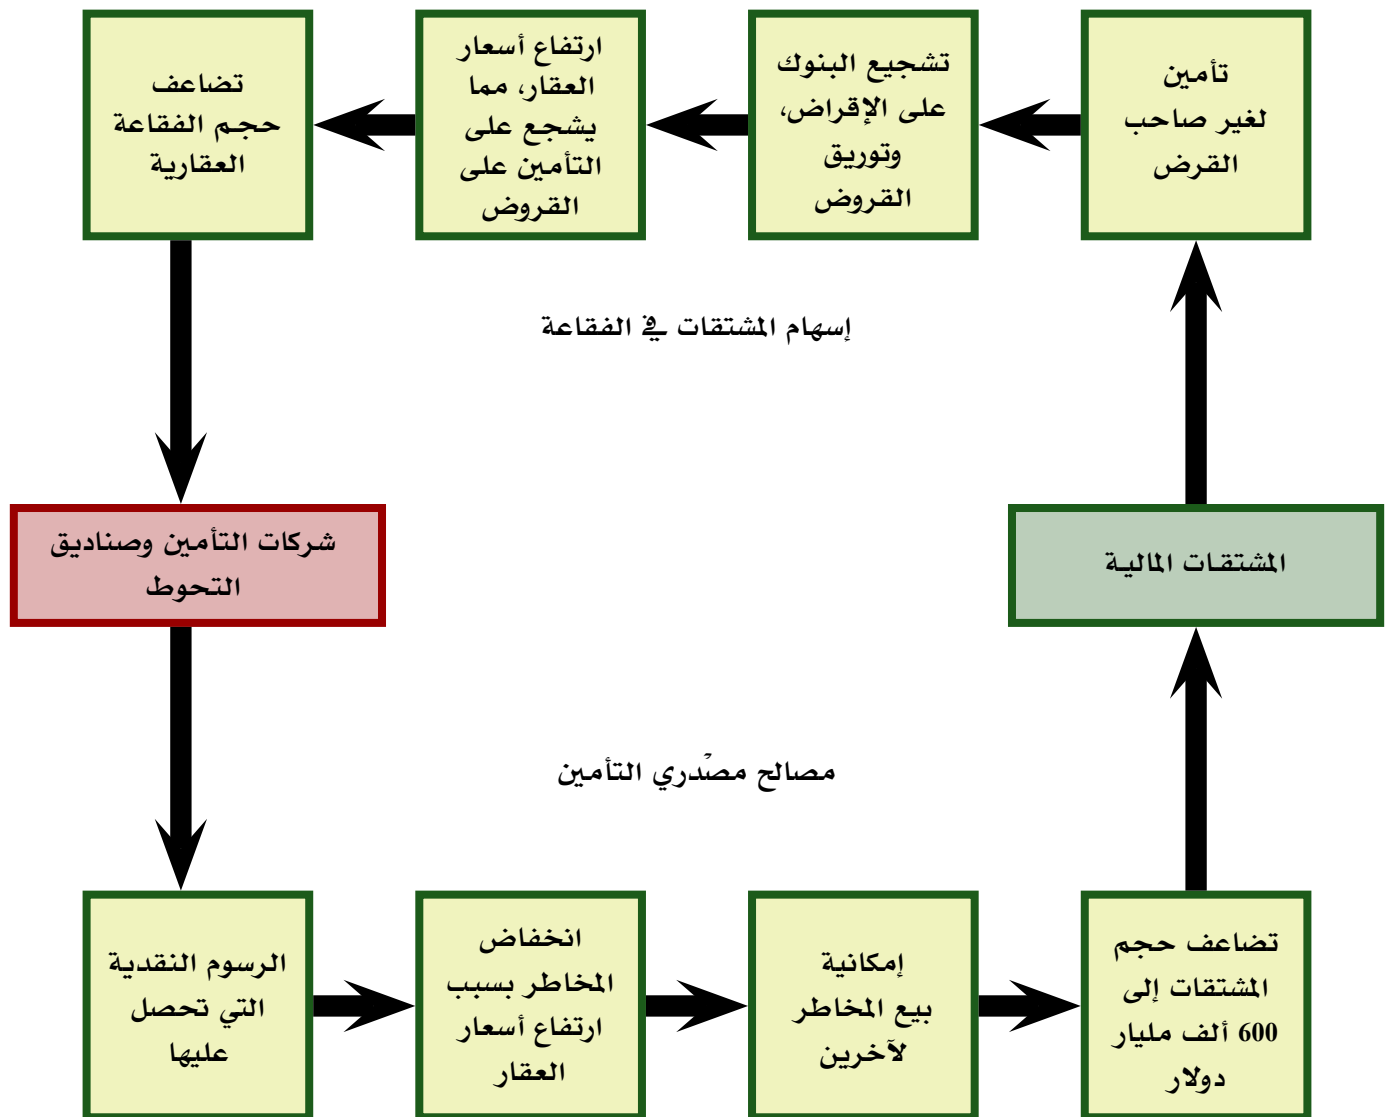 تأمين
لغير صاحب
القرض
تشجيع البنوك
على الإقراض،
وتوريق
القروض
ارتفاع أسعار
العقار، مما
يشجع على
التأمين على
القروض
تضاعف
حجم الفقاعة
العقارية
إسهام المشتقات في الفقاعة
المشتقات المالية
شركات التأمين وصناديق
التحوط
مصالح مصّدري التأمين
الرسوم النقدية
التي تحصل
عليها
انخفاض
المخاطر بسبب
ارتفاع أسعار
العقار
إمكانية
بيع المخاطر
لآخرين
تضاعف حجم
المشتقات إلى
600 ألف مليار
دولار